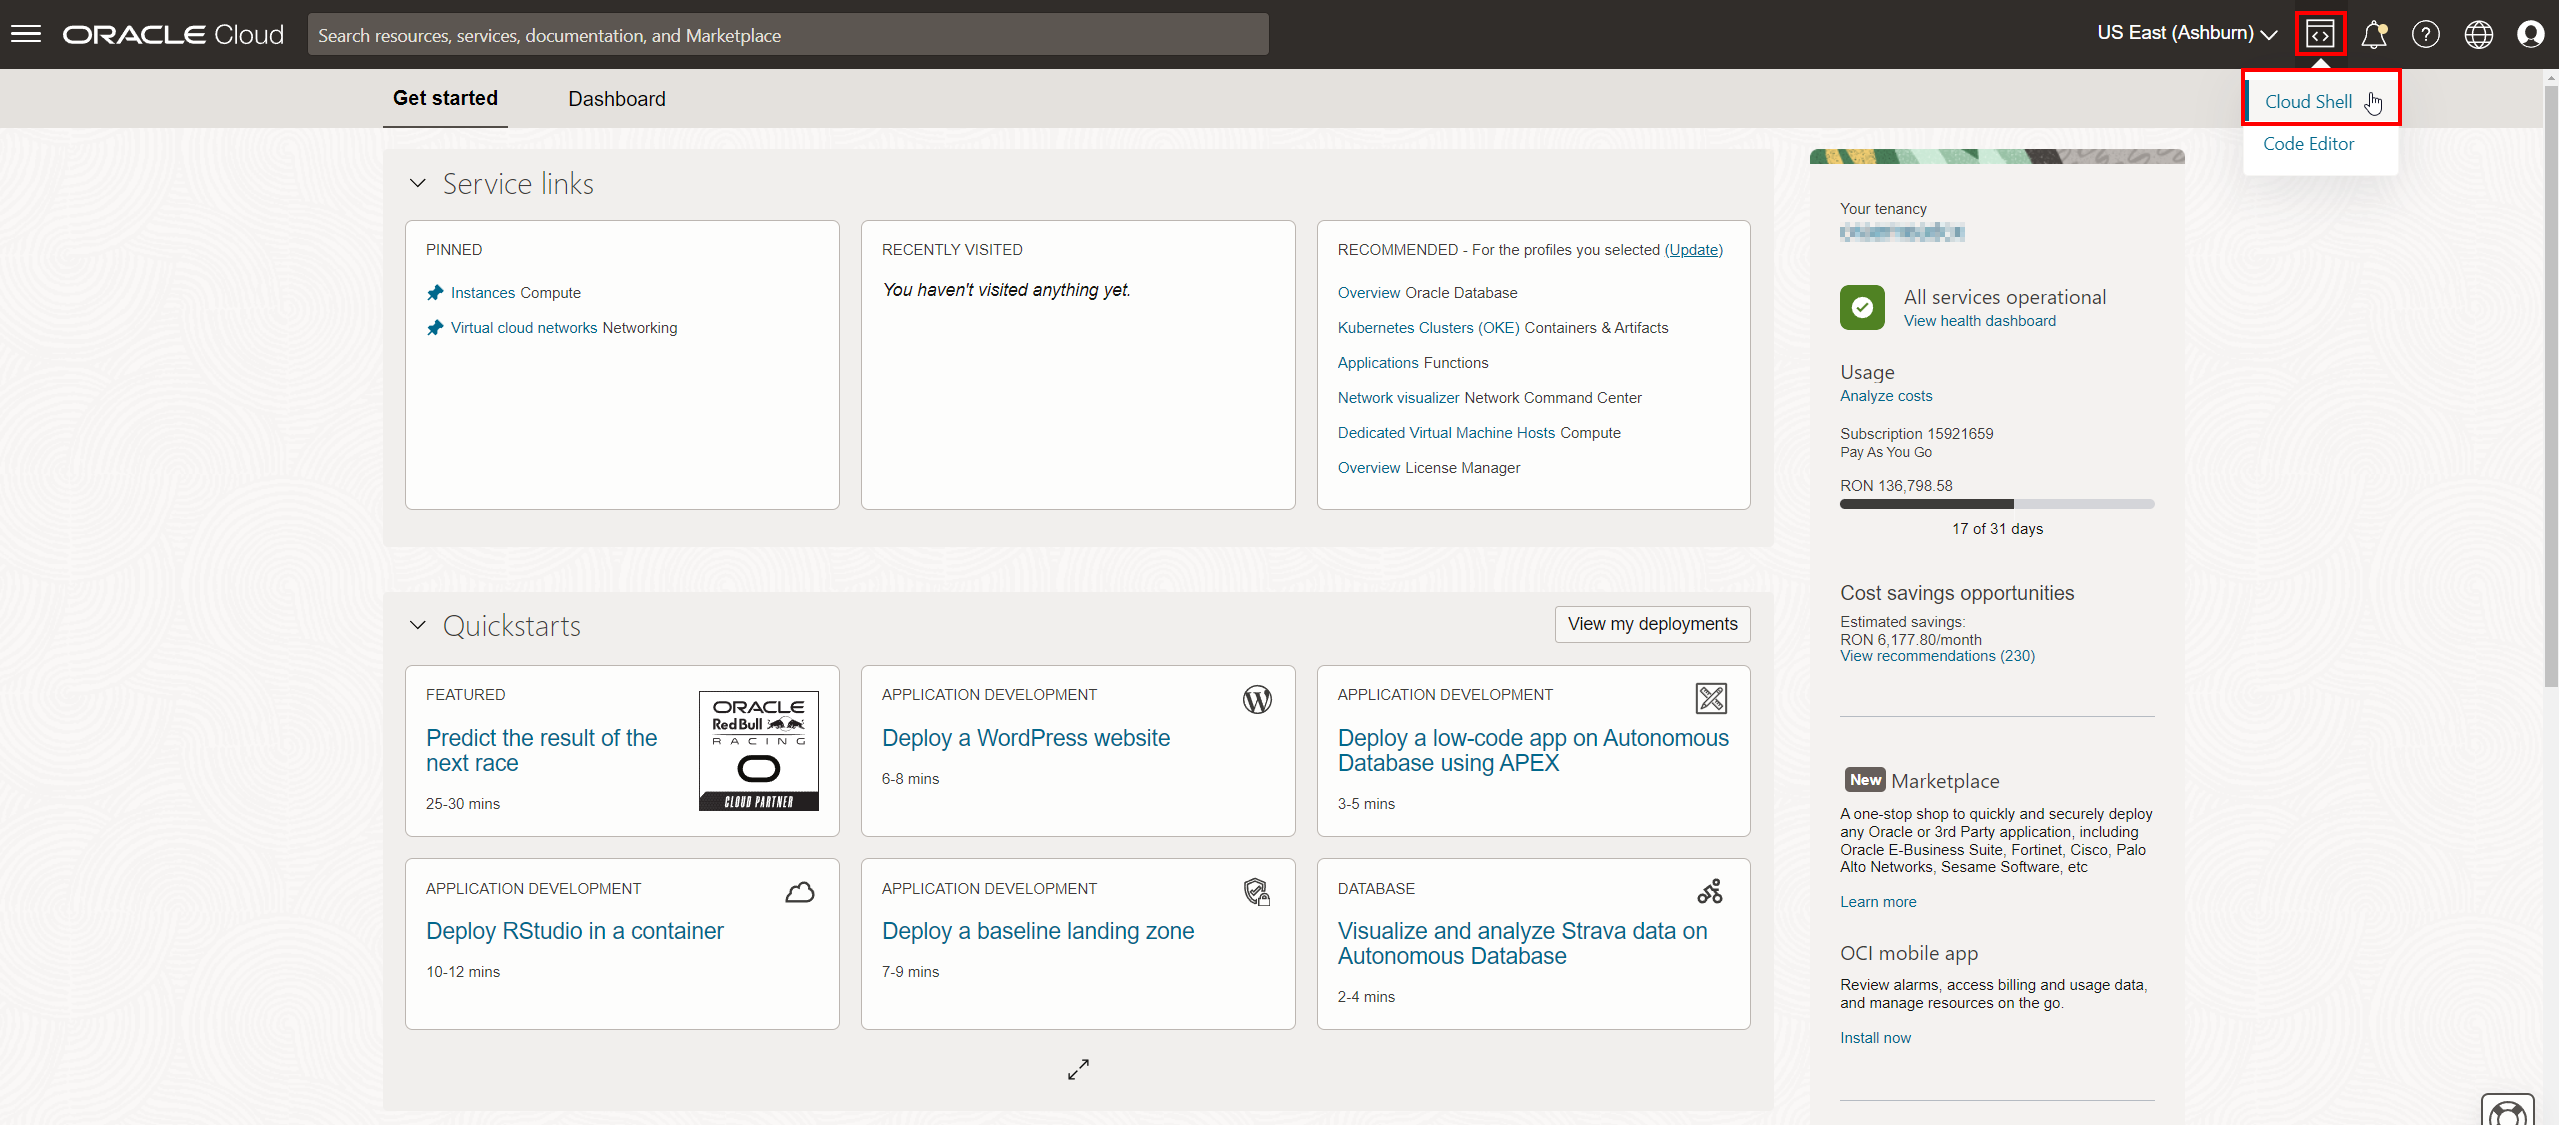 ORACLE Cloud
Search resources, services, documentation, and Marketplace
US East (Ashburn)
Cloud Shell
Code Editor
Get started
Dashboard
Service links
PINNED
Instances Compute
Virtual cloud networks Networking
RECENTLY VISITED
You haven't visited anything yet.
RECOMMENDED - For the profiles you selected (Update)
Overview Oracle Database
Kubernetes Clusters (OKE) Containers & Artifacts
Applications Functions
Network visualizer Network Command Center
Dedicated Virtual Machine Hosts Compute
Overview License Manager
Quickstarts
View my deployments
FEATURED
Predict the result of the
next race
25-30 mins
ORACLE
Red Bull
RACING
CLOUD PARTNER
APPLICATION DEVELOPMENT
Deploy a WordPress website
6-8 mins
APPLICATION DEVELOPMENT
Deploy a low-code app on Autonomous
Database using APEX
3-5 mins
APPLICATION DEVELOPMENT
Deploy RStudio in a container
10-12 mins
APPLICATION DEVELOPMENT
Deploy a baseline landing zone
7-9 mins
DATABASE
Visualize and analyze Strava data on
Autonomous Database
2-4 mins
Your tenancy
All services operational
View health dashboard
Usage
Analyze costs
Subscription 15921659
Pay As You Go
RON 136,798.58
17 of 31 days
Cost savings opportunities
Estimated savings:
RON 6,177.80/month
View recommendations (230)
New Marketplace
A one-stop shop to quickly and securely deploy
any Oracle or 3rd Party application, including
Oracle E-Business Suite, Fortinet, Cisco, Palo
Alto Networks, Sesame Software, etc
Learn more
OCI mobile app
Review alarms, access billing and usage data,
and manage resources on the go.
Install now